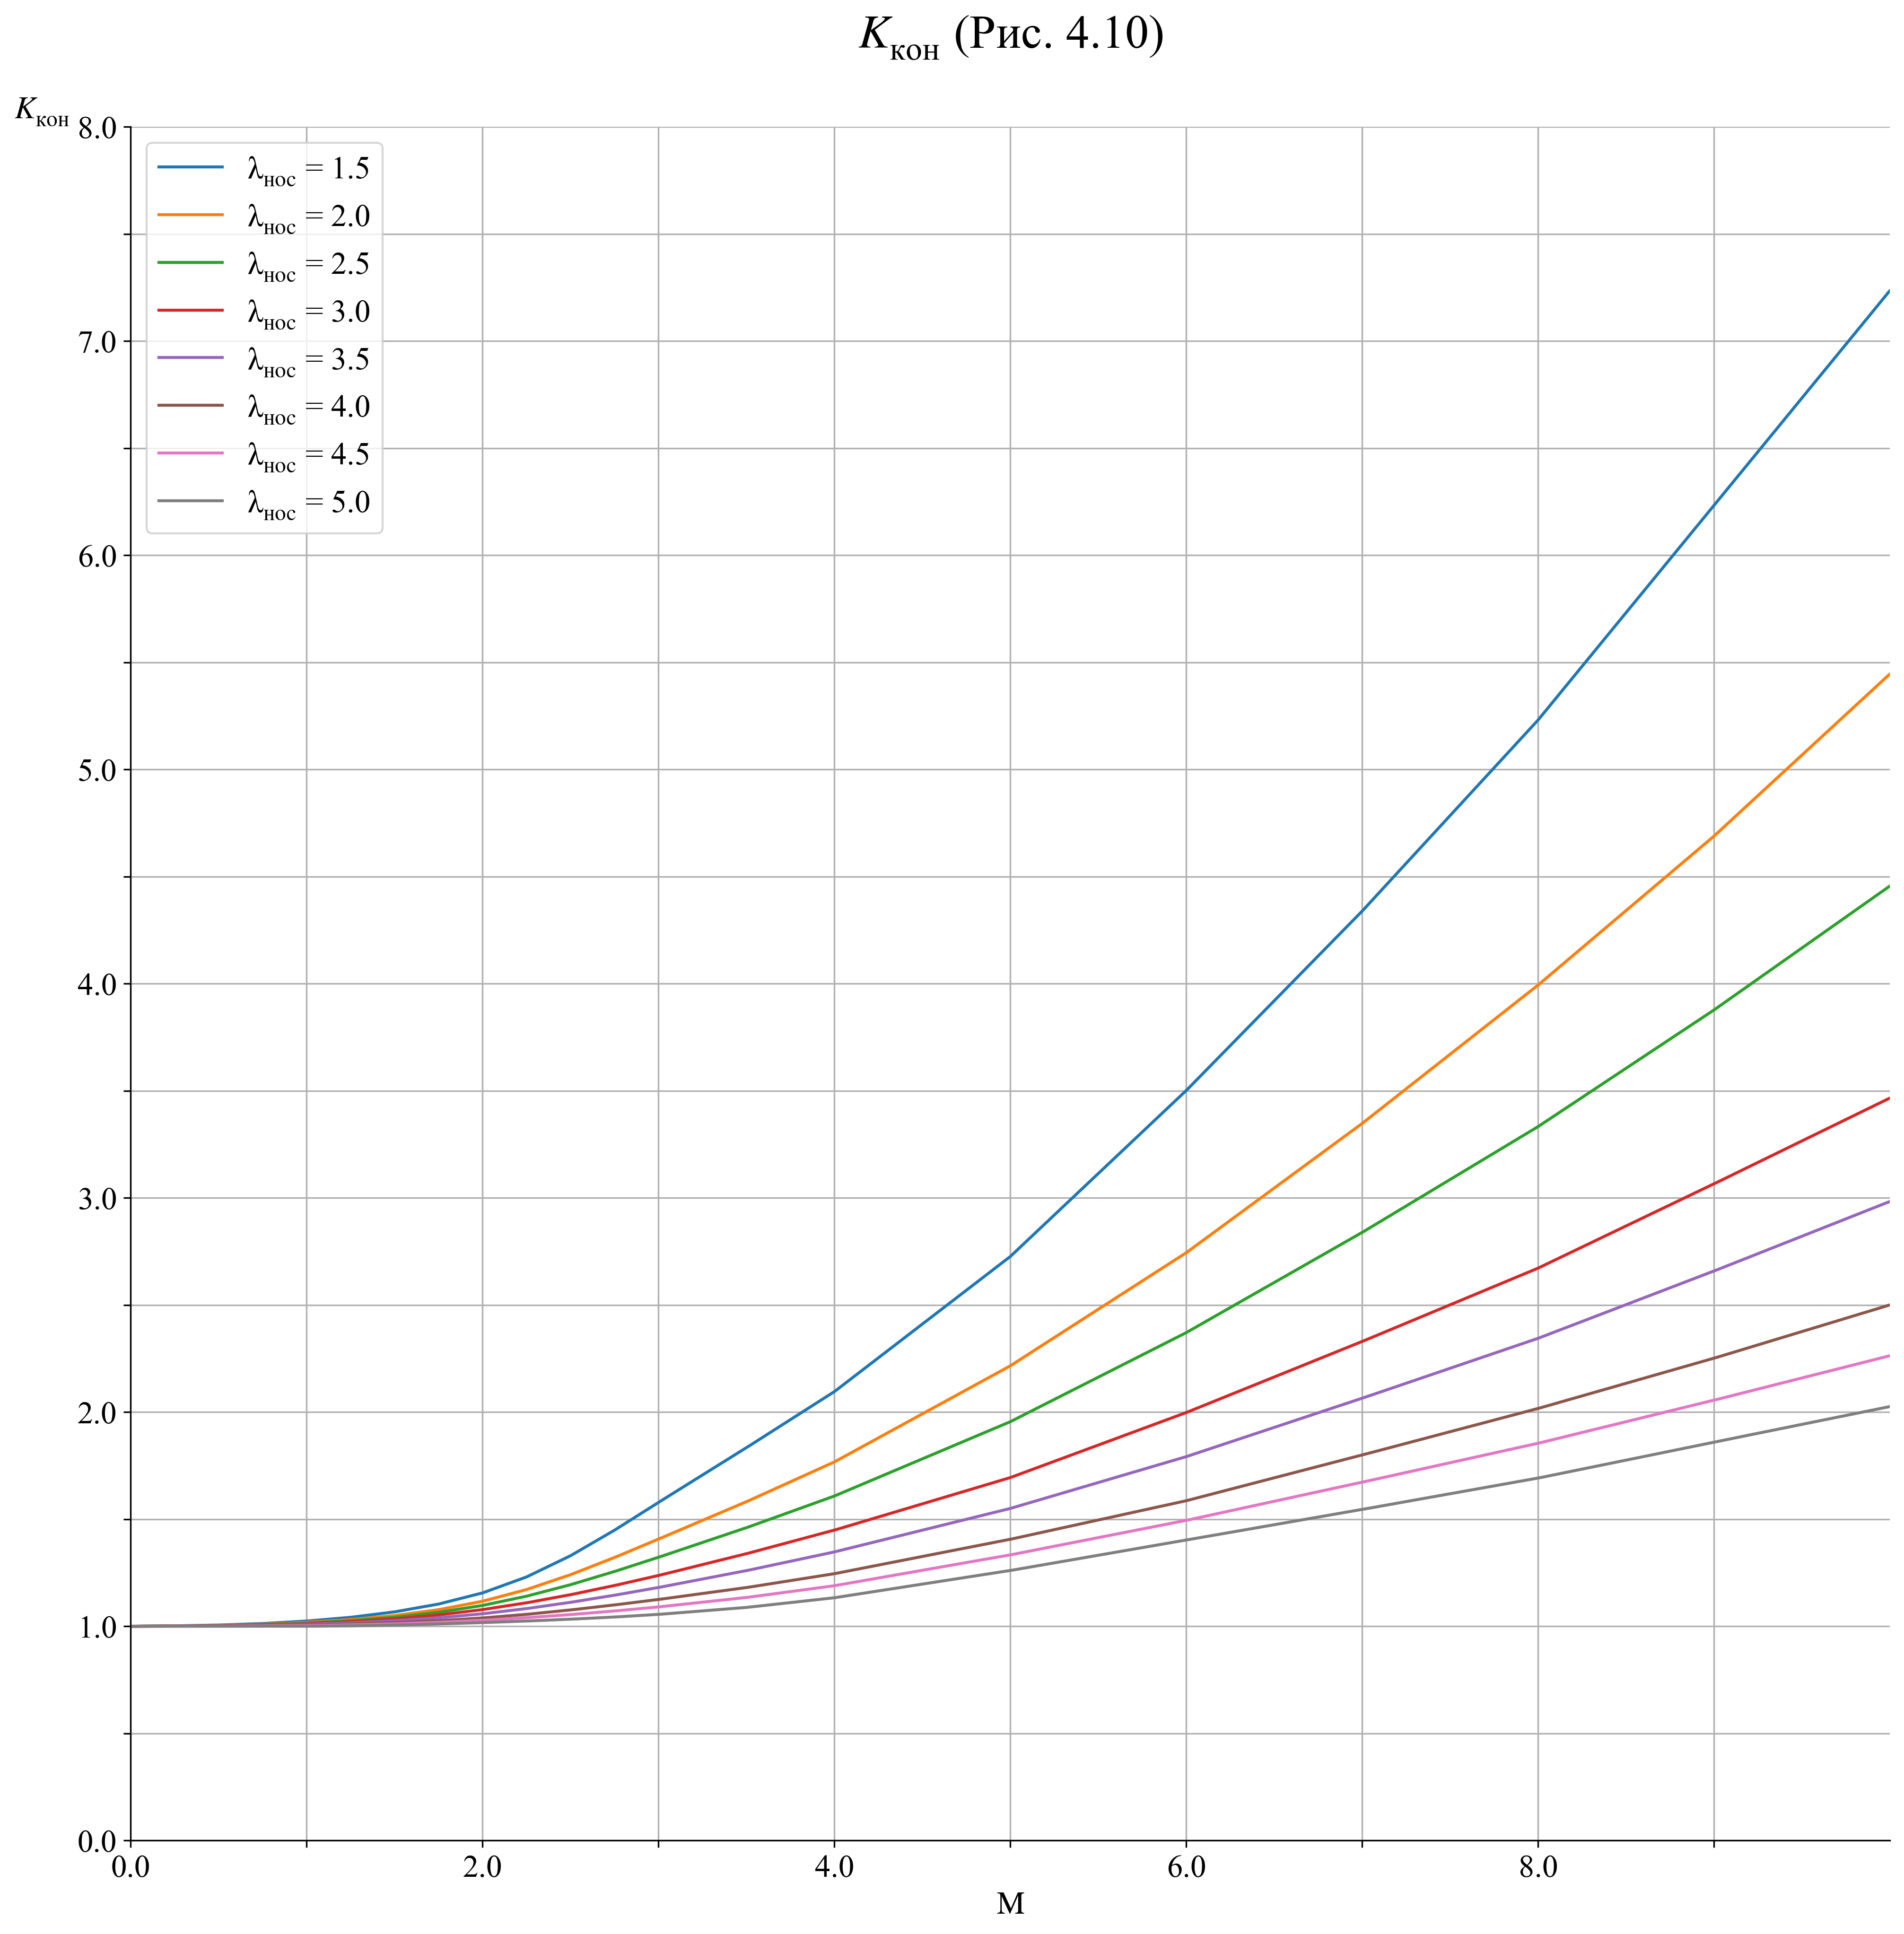 Kкон (Рис. 4.10)
Kкон
8.0
7.0
6.0
5.0
4.0
3.0
2.0
1.0
0.0
λнос = 1.5
λнос = 2.0
λнос = 2.5
λнос = 3.0
λнос = 3.5
λнос = 4.0
λнос = 4.5
λнос = 5.0
0.0 2.0 4.0 6.0 8.0
М